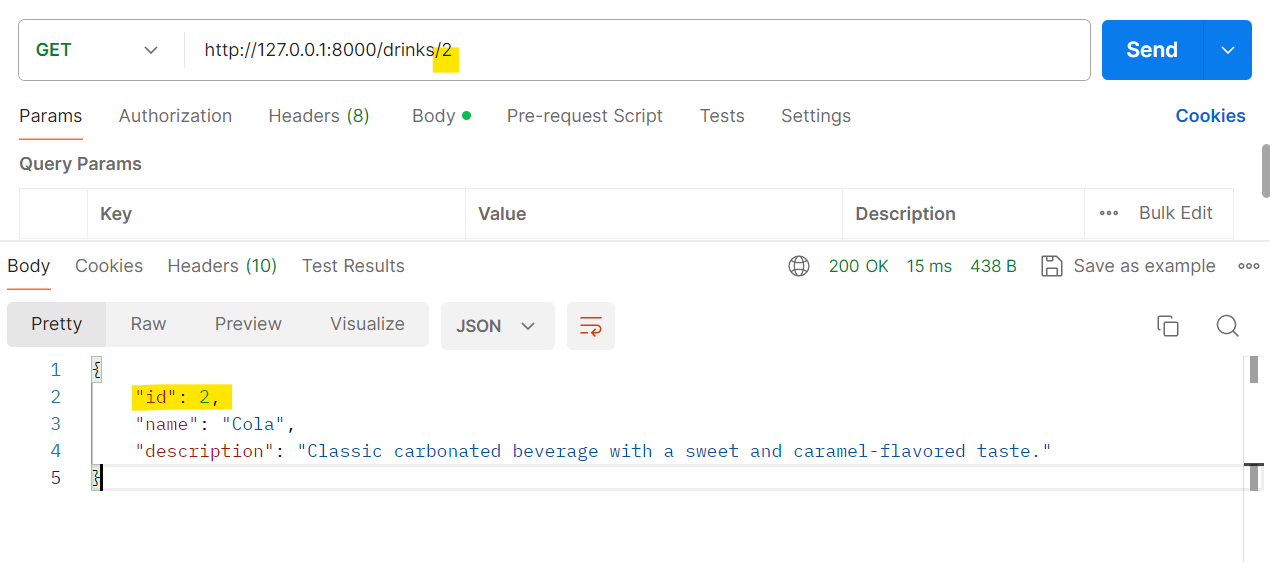 GET http://127.0.0.1:8000/drinks/2 Send
Params Authorization Headers (8) Body Pre-request Script Tests Settings Cookies
Query Params
Key Value Description Bulk Edit
Body Cookies Headers (10) Test Results 200 OK 15 ms 438 B Save as example
Pretty Raw Preview Visualize JSON
1 {
2 "id": 2,
3 "name": "Cola",
4 "description": "Classic carbonated beverage with a sweet and caramel-flavored taste."
5 }